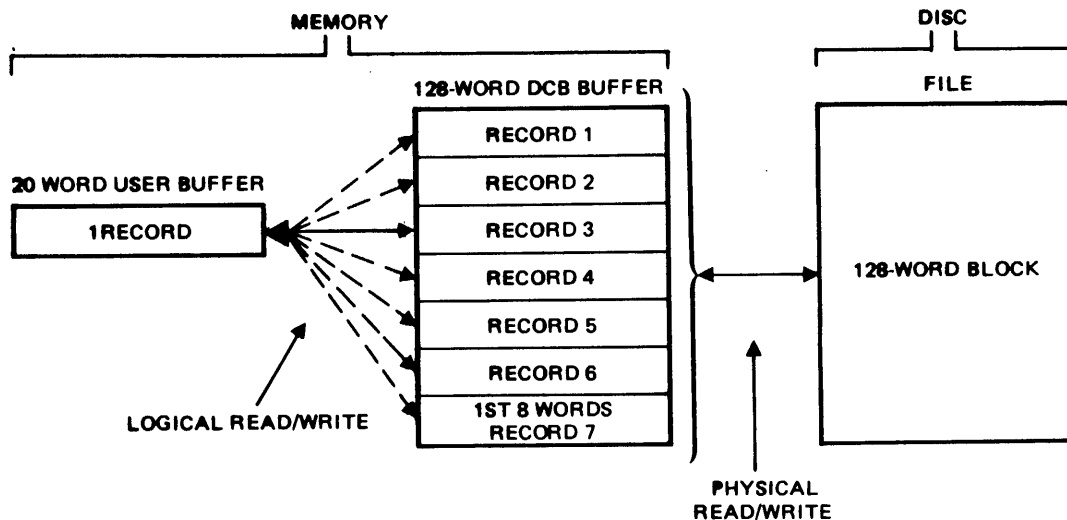 MEMORY
DISC
128-WORD DCB BUFFER
FILE
RECORD 1
RECORD 2
20 WORD USER BUFFER
1RECORD
RECORD 3
RECORD 4
128-WORD BLOCK
RECORD 5
RECORD 6
1ST 8 WORDS
RECORD 7
LOGICAL READ/WRITE
PHYSICAL
READ/WRITE